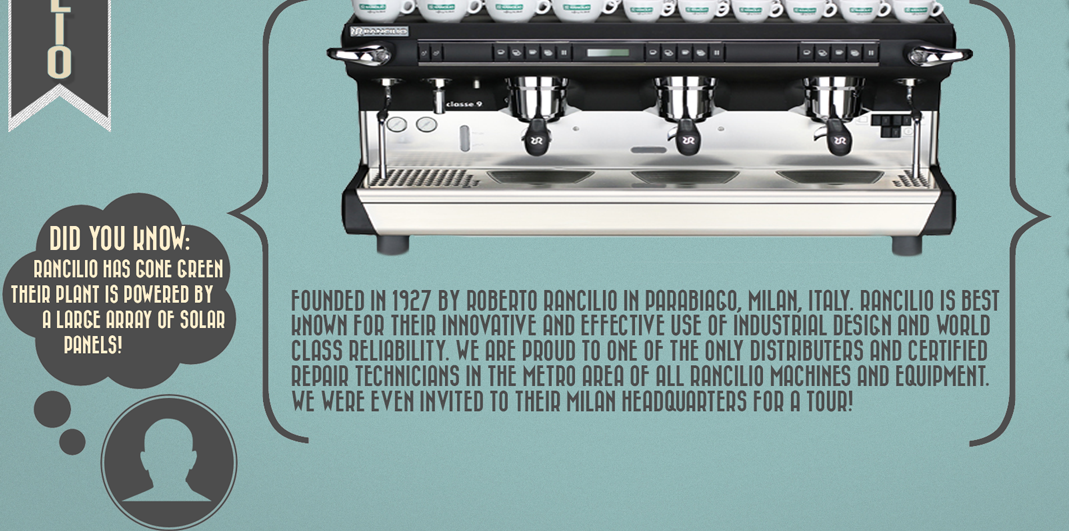 LIO
RANCILIO
classe 9
DID YOU KNOW:
RANCILIO HAS GONE GREEN
THEIR PLANT IS POWERED BY
A LARGE ARRAY OF SOLAR
PANELS!
FOUNDED IN 1927 BY ROBERTO RANCILIO IN PARABIAGO, MILAN, ITALY. RANCILIO IS BEST
KNOWN FOR THEIR INNOVATIVE AND EFFECTIVE USE OF INDUSTRIAL DESIGN AND WORLD
CLASS RELIABILITY. WE ARE PROUD TO ONE OF THE ONLY DISTRIBUTERS AND CERTIFIED
REPAIR TECHNICIANS IN THE METRO AREA OF ALL RANCILIO MACHINES AND EQUIPMENT.
WE WERE EVEN INVITED TO THEIR MILAN HEADQUARTERS FOR A TOUR!